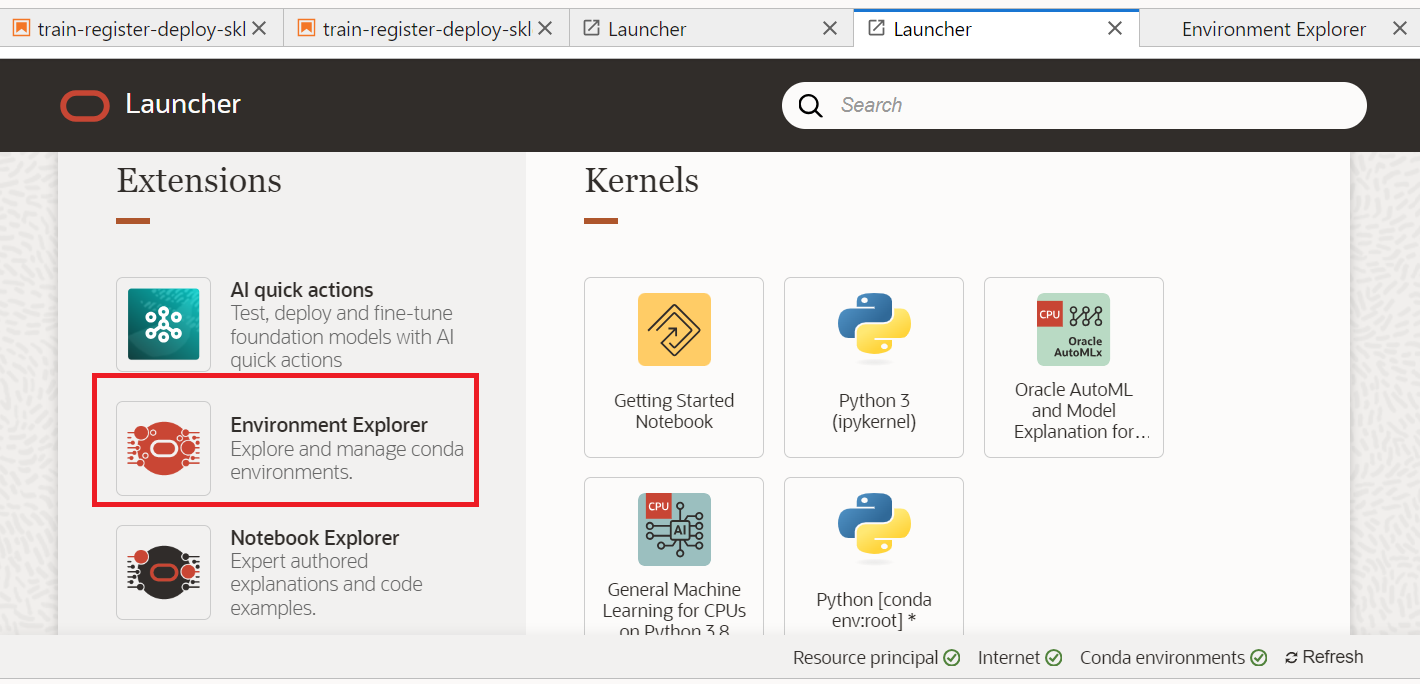 train-register-deploy-skl
train-register-deploy-skl
Launcher
Launcher
Environment Explorer
Launcher
Search
Extensions
AI quick actions
Test, deploy and fine-tune
foundation models with AI
quick actions
Environment Explorer
Explore and manage conda
environments.
Notebook Explorer
Expert authored
explanations and code
examples.
Kernels
Getting Started
Notebook
Python 3
(ipykernel)
CPU
Oracle
AutoMLx
Oracle AutoML
and Model
Explanation for...
CPU
AI
General Machine
Learning for CPUs
on Python 3.8
Python [conda
env:root] *
Resource principal
Internet
Conda environments
Refresh